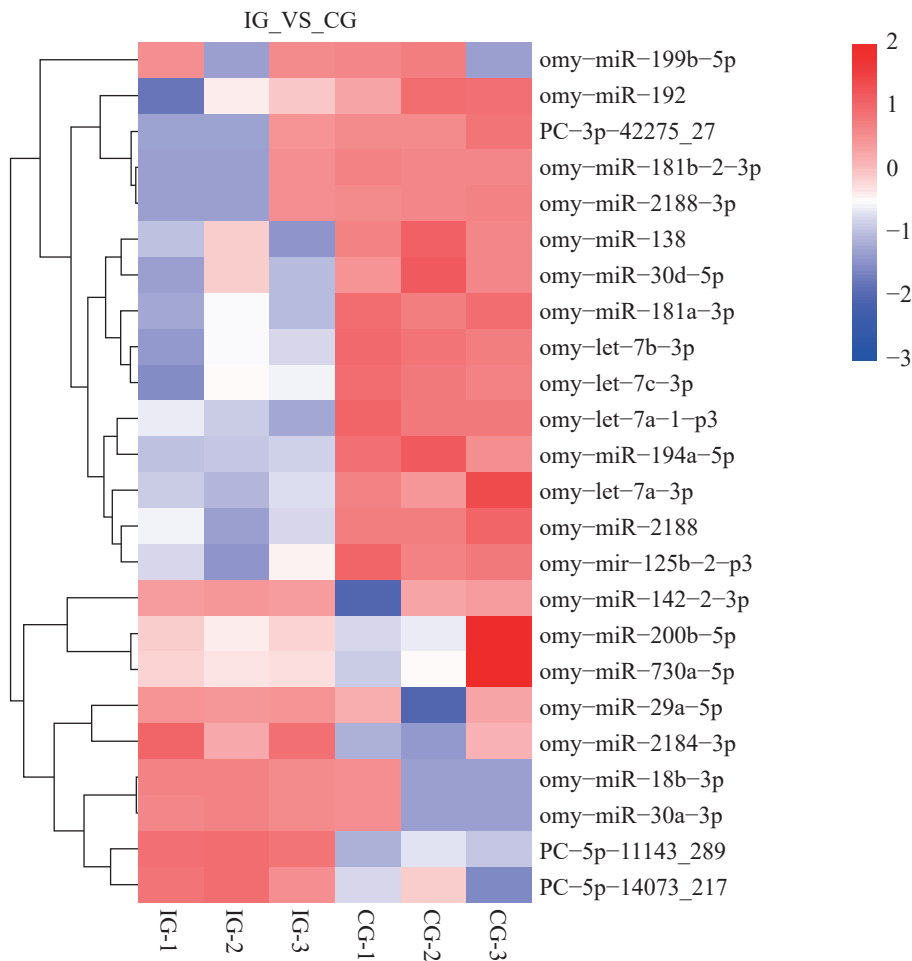 IG_VS_CG
omy−miR−199b−5p
omy−miR−192
PC−3p−42275_27
omy−miR−181b−2−3p
omy−miR−2188−3p
omy−miR−138
omy−miR−30d−5p
omy−miR−181a−3p
omy−let−7b−3p
omy−let−7c−3p
omy−let−7a−1−p3
omy−miR−194a−5p
omy−let−7a−3p
omy−miR−2188
omy−mir−125b−2−p3
omy−miR−142−2−3p
omy−miR−200b−5p
omy−miR−730a−5p
omy−miR−29a−5p
omy−miR−2184−3p
omy−miR−18b−3p
omy−miR−30a−3p
PC−5p−11143_289
PC−5p−14073_217
2
1
0
−1
−2
−3
IG-1
IG-2
IG-3
CG-1
CG-2
CG-3